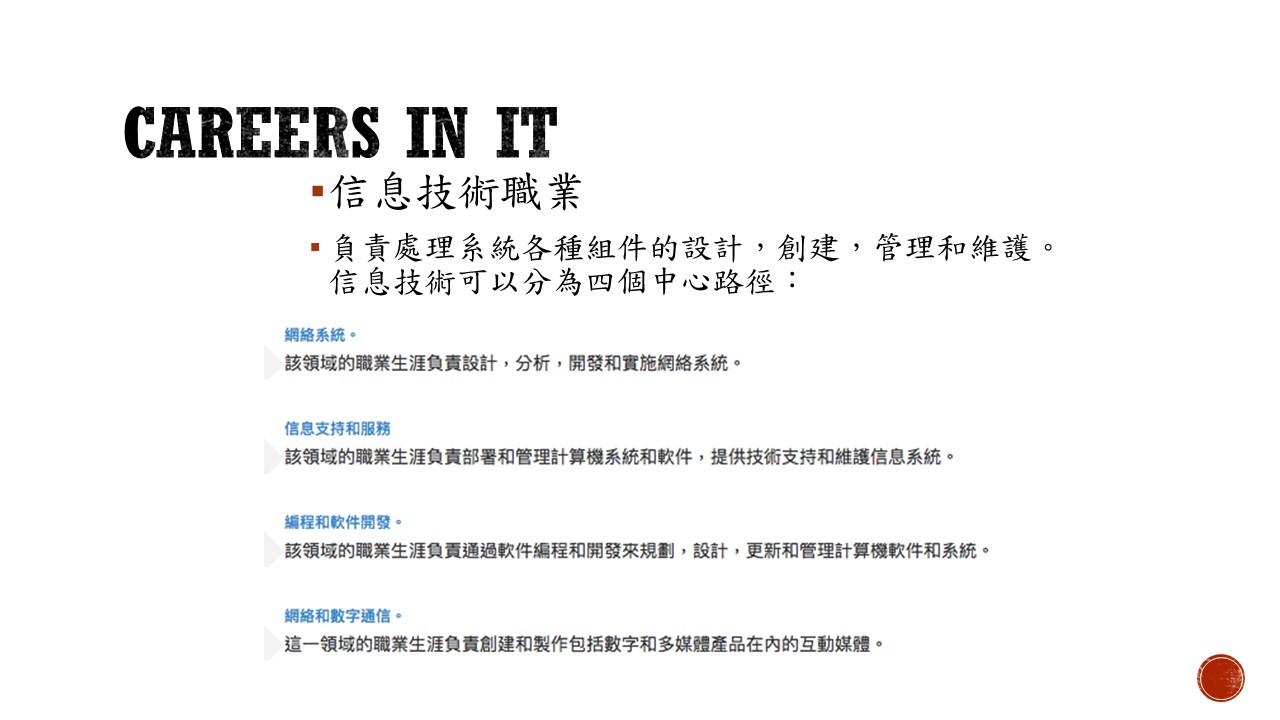 CAREERS IN IT
信息技術職業
負責處理系統各種組件的設計，創建，管理和維護。
信息技術可以分為四個中心路徑：
網絡系統。
該領域的職業生涯負責設計，分析，開發和實施網絡系統。
信息支持和服務
該領域的職業生涯負責部署和管理計算機系統和軟件，提供技術支持和維護信息系統。
編程和軟件開發。
該領域的職業生涯負責通過軟件編程和開發來規劃，設計，更新和管理計算機軟件和系統。
網絡和數字通信。
這一領域的職業生涯負責創建和製作包括數字和多媒體產品在內的互動媒體。